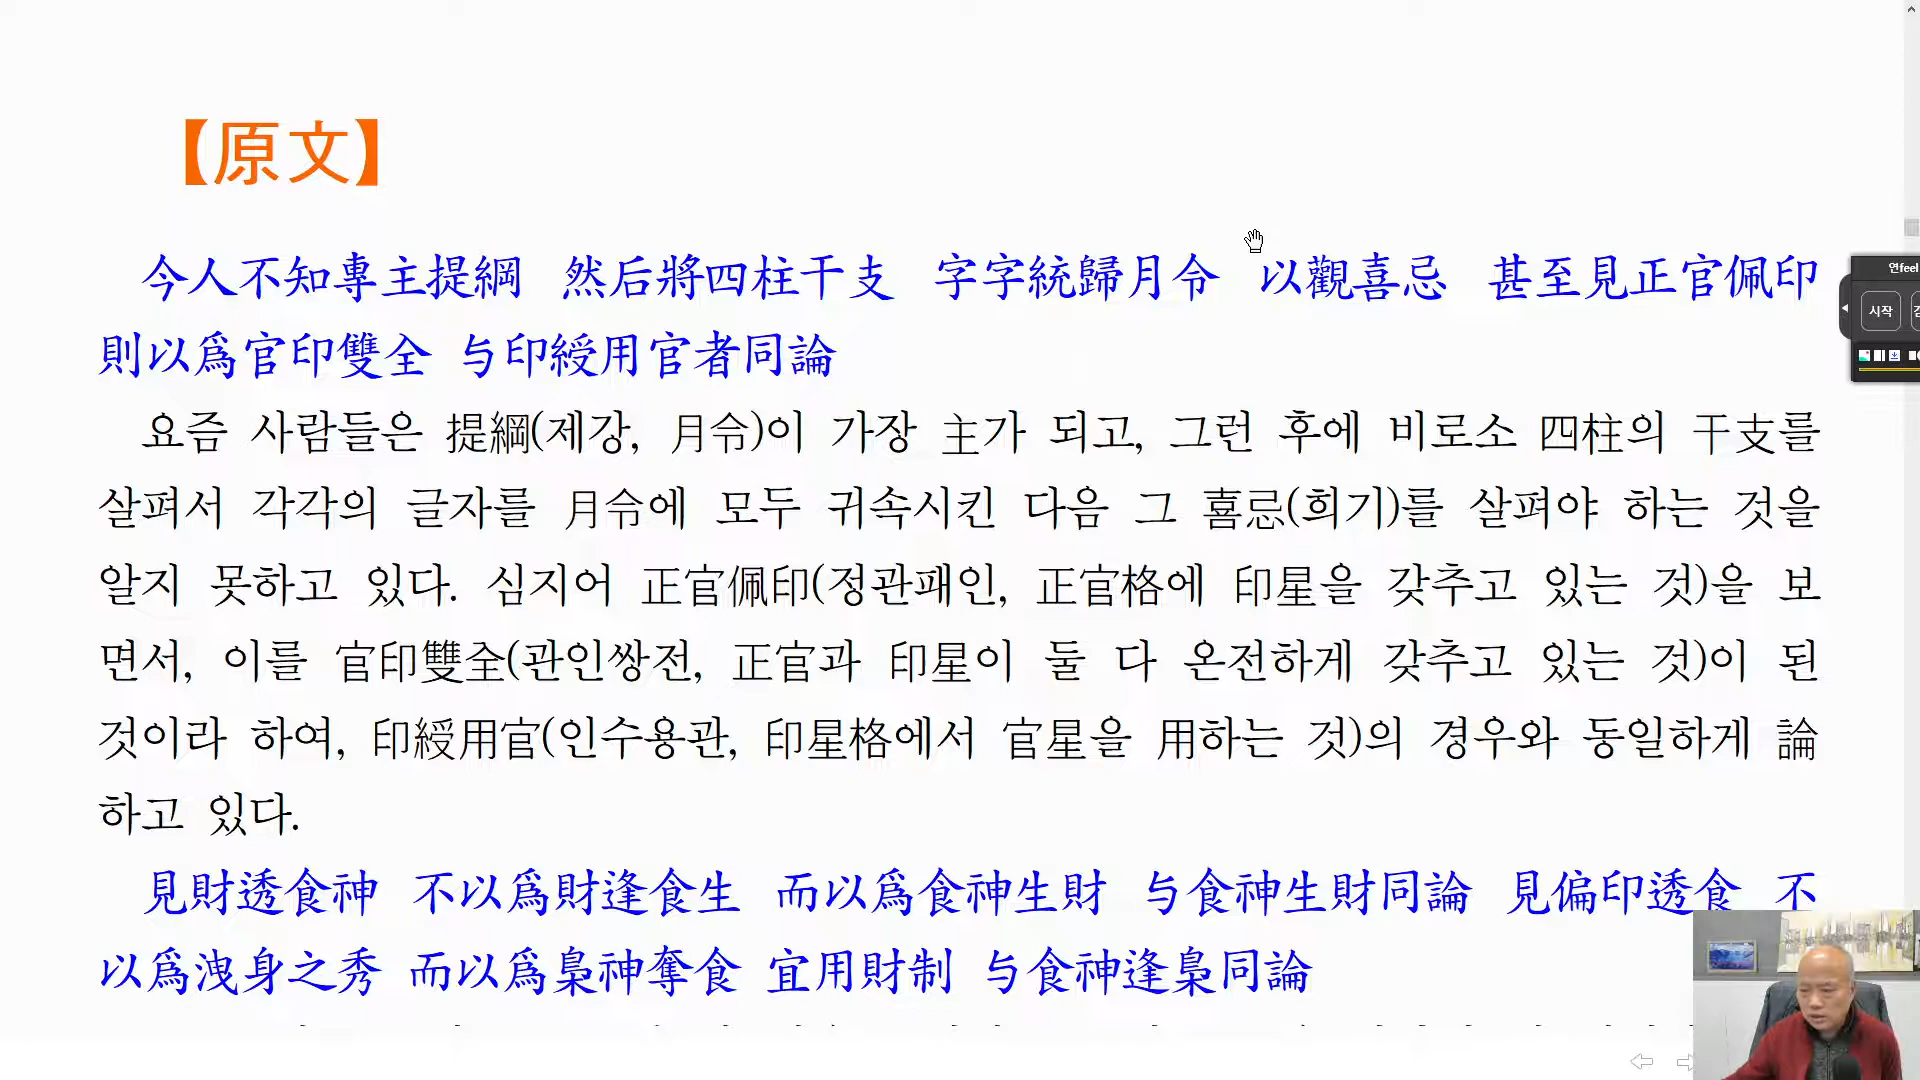 【原文】
今人不知專主提綱 然后將四柱干支 字字統歸月令 以觀喜忌 甚至見正官佩印
則以爲官印雙全 与印綬用官者同論
요즘 사람들은 提綱(제강, 月令)이 가장 主가 되고, 그런 후에 비로소 四柱의 干支를
살펴서 각각의 글자를 月令에 모두 귀속시킨 다음 그 喜忌(희기)를 살펴야 하는 것을
알지 못하고 있다. 심지어 正官佩印(정관패인, 正官格에 印星을 갖추고 있는 것)을 보
면서, 이를 官印雙全(관인쌍전, 正官과 印星이 둘 다 온전하게 갖추고 있는 것)이 된
것이라 하여, 印綬用官(인수용관, 印星格에서 官星을 用하는 것)의 경우와 동일하게 論
하고 있다.
見財透食神 不以爲財逢食生 而以爲食神生財 与食神生財同論 見偏印透食 不
以爲洩身之秀 而以爲梟神奪食 宜用財制 与食神逢梟同論
연feel
시작